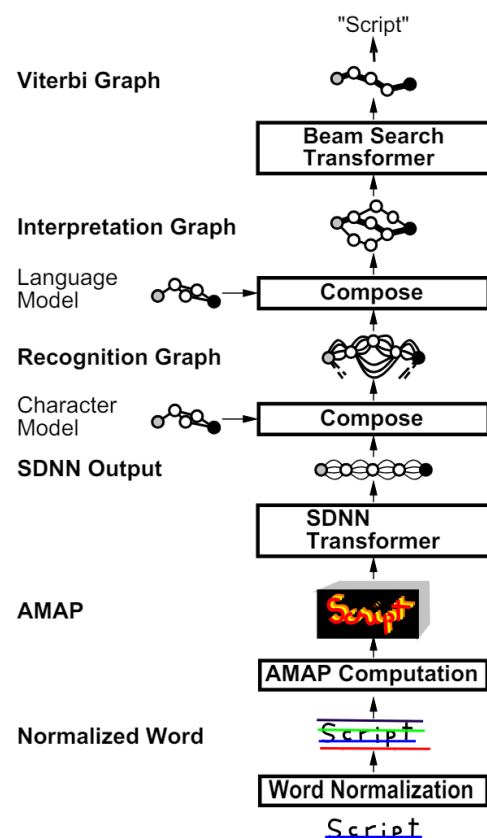 "Script"
Viterbi Graph
Beam Search
Transformer
Interpretation Graph
Language
Model
Compose
Recognition Graph
Character
Model
Compose
SDNN Output
SDNN
Transformer
AMAP
Script
AMAP Computation
Script
Normalized Word
Word Normalization
Script